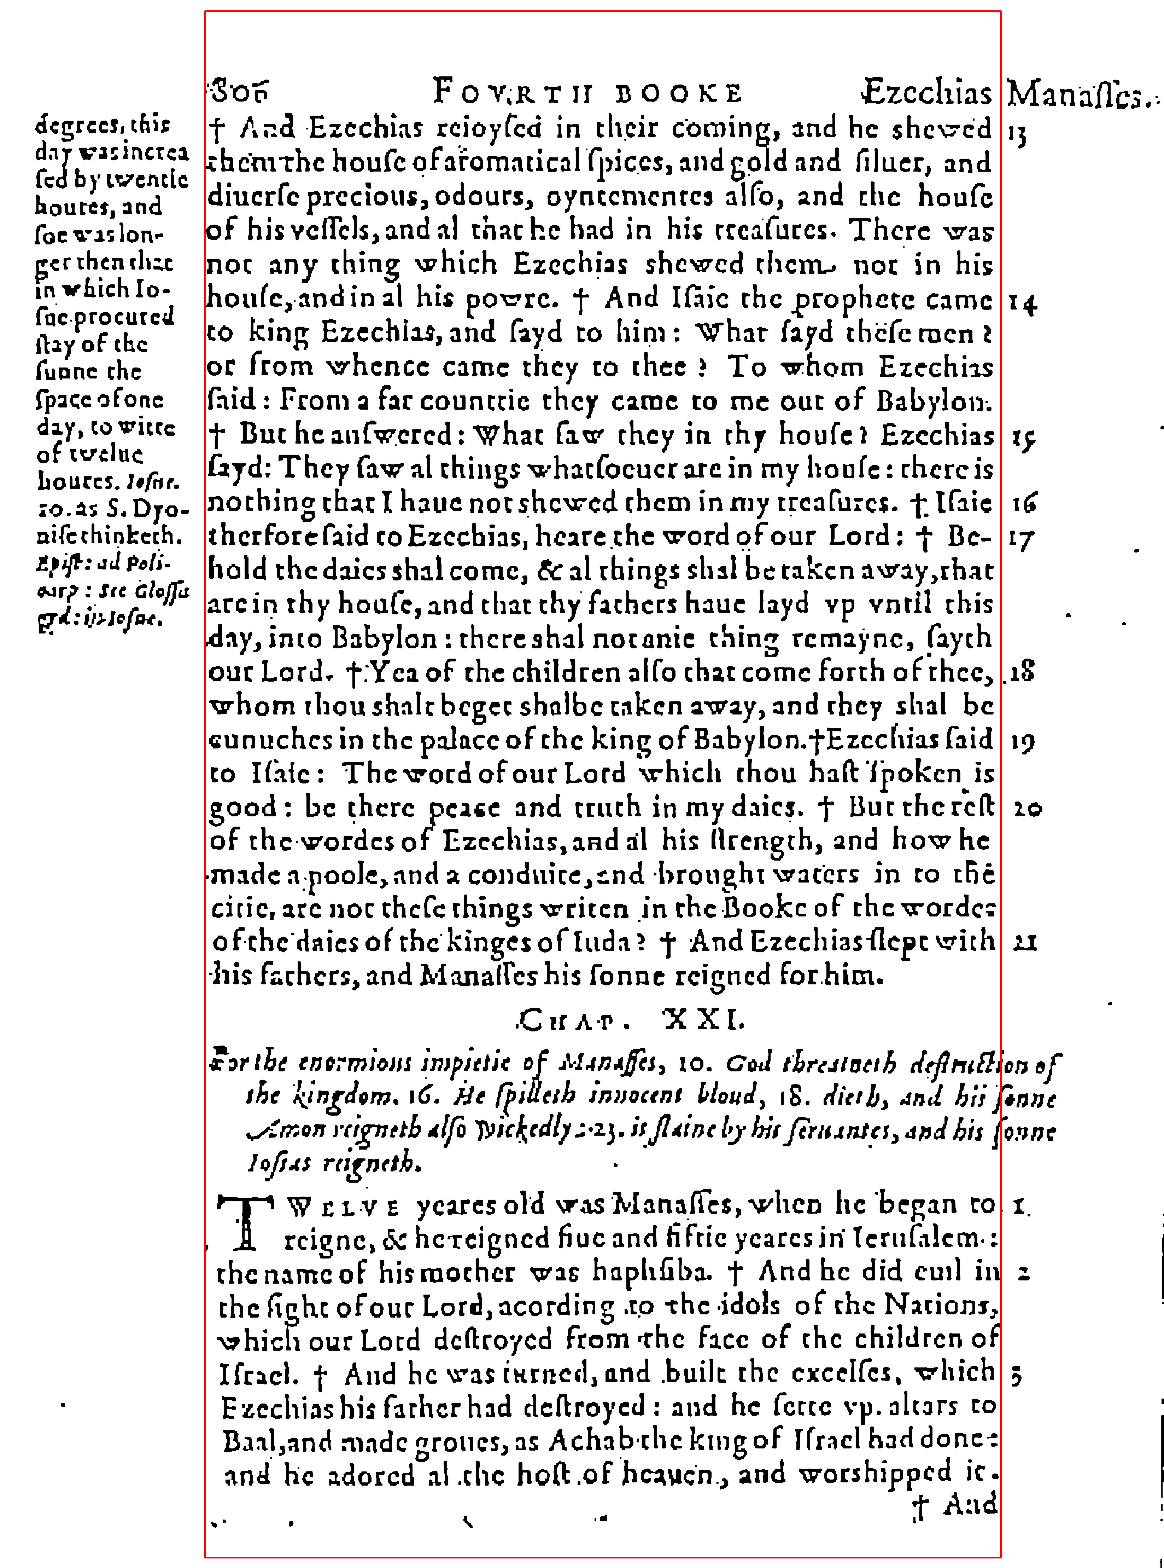 806 FOVRTH BOOKE Ezechias Manasses.
degrees, this
day was increa
sed by twentie
houres, and
soe was lon-
ger then that
in which Io-
sue procured
stay of the
sunne the
space of one
day, to witte
of twelue
houres. Iosue.
10. as S. Dyo-
nise thinketh.
Epist: ad Poli-
carp: see Glossa
† And Ezechias reioysed in their coming, and he shewed 13
them the house of aromatical spices, and gold and siluer, and
diuerse precious, odours, oyntementes also, and the house
of his vessels, and al that he had in his treasures. There was
not any thing which Ezechias shewed them not in his
house, and in al his powre. † And Isaie the prophete came 14
to king Ezechias, and sayd to him: What sayd these men?
or from whence came they to thee? To whom Ezechias
said: From a far countrie they came to me out of Babylon.
† But he answered: What saw they in thy house? Ezechias 15
sayd: They saw al things whatsoeuer are in my house: there is
nothing that I haue not shewed them in my treasures. † Isaie 16
therfore said to Ezechias, heare the word of our Lord: † Be- 17
hold the daies shal come, & al things shal be taken away, that
are in thy house, and that thy fathers haue layd vp vntil this
day, into Babylon: there shal not anie thing remayne, sayth
our Lord. † Yea of the children also that come forth of thee, 18
whom thou shalt beget shalbe taken away, and they shal be
eunuches in the palace of the king of Babylon. † Ezechias said 19
to Isaie: The word of our Lord which thou hast spoken is
good: be there peace and truth in my daies. † But the rest 20
of the wordes of Ezechias, and al his strength, and how he
made a poole, and a conduite, and brought waters in to thē
citie, are not these things writen in the Booke of the wordes
of the daies of the kinges of Iuda? † And Ezechias slept with 21
his fathers, and Manasses his sonne reigned for him.
CHAP. XXI.
For the enormious impietie of Manasses, 10. God threatneth destruction of
the kingdom. 16. He spilleth innocent bloud, 18. dieth, and his sonne
Amon reigneth also wickedly: 23. is slaine by his seruantes, and his sonne
Iosias reigneth.
TWELVE yeares old was Manasses, when he began to 1.
reigne, & he reigned fiue and fiftie yeares in Ierusalem:
the name of his mother was haphsiba. † And he did euil in 2
the sight of our Lord, acording to the idols of the Nations,
which our Lord destroyed from the face of the children of
Israel. † And he was turned, and built the excelses, which 3
Ezechias his father had destroyed: and he sette vp altars to
Baal, and made groues, as Achab the king of Israel had done:
and he adored al the host of heauen, and worshipped it.
† And